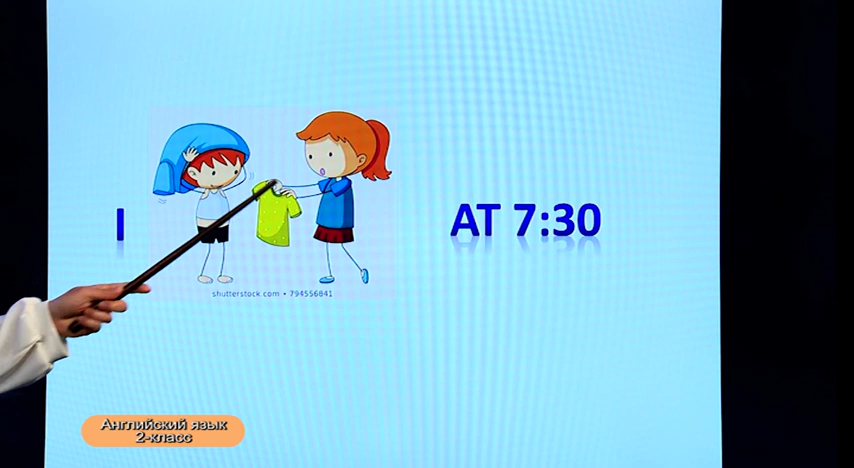 I
AT 7:30
shutterstock.com • 794556841
Английский язык
2-класс